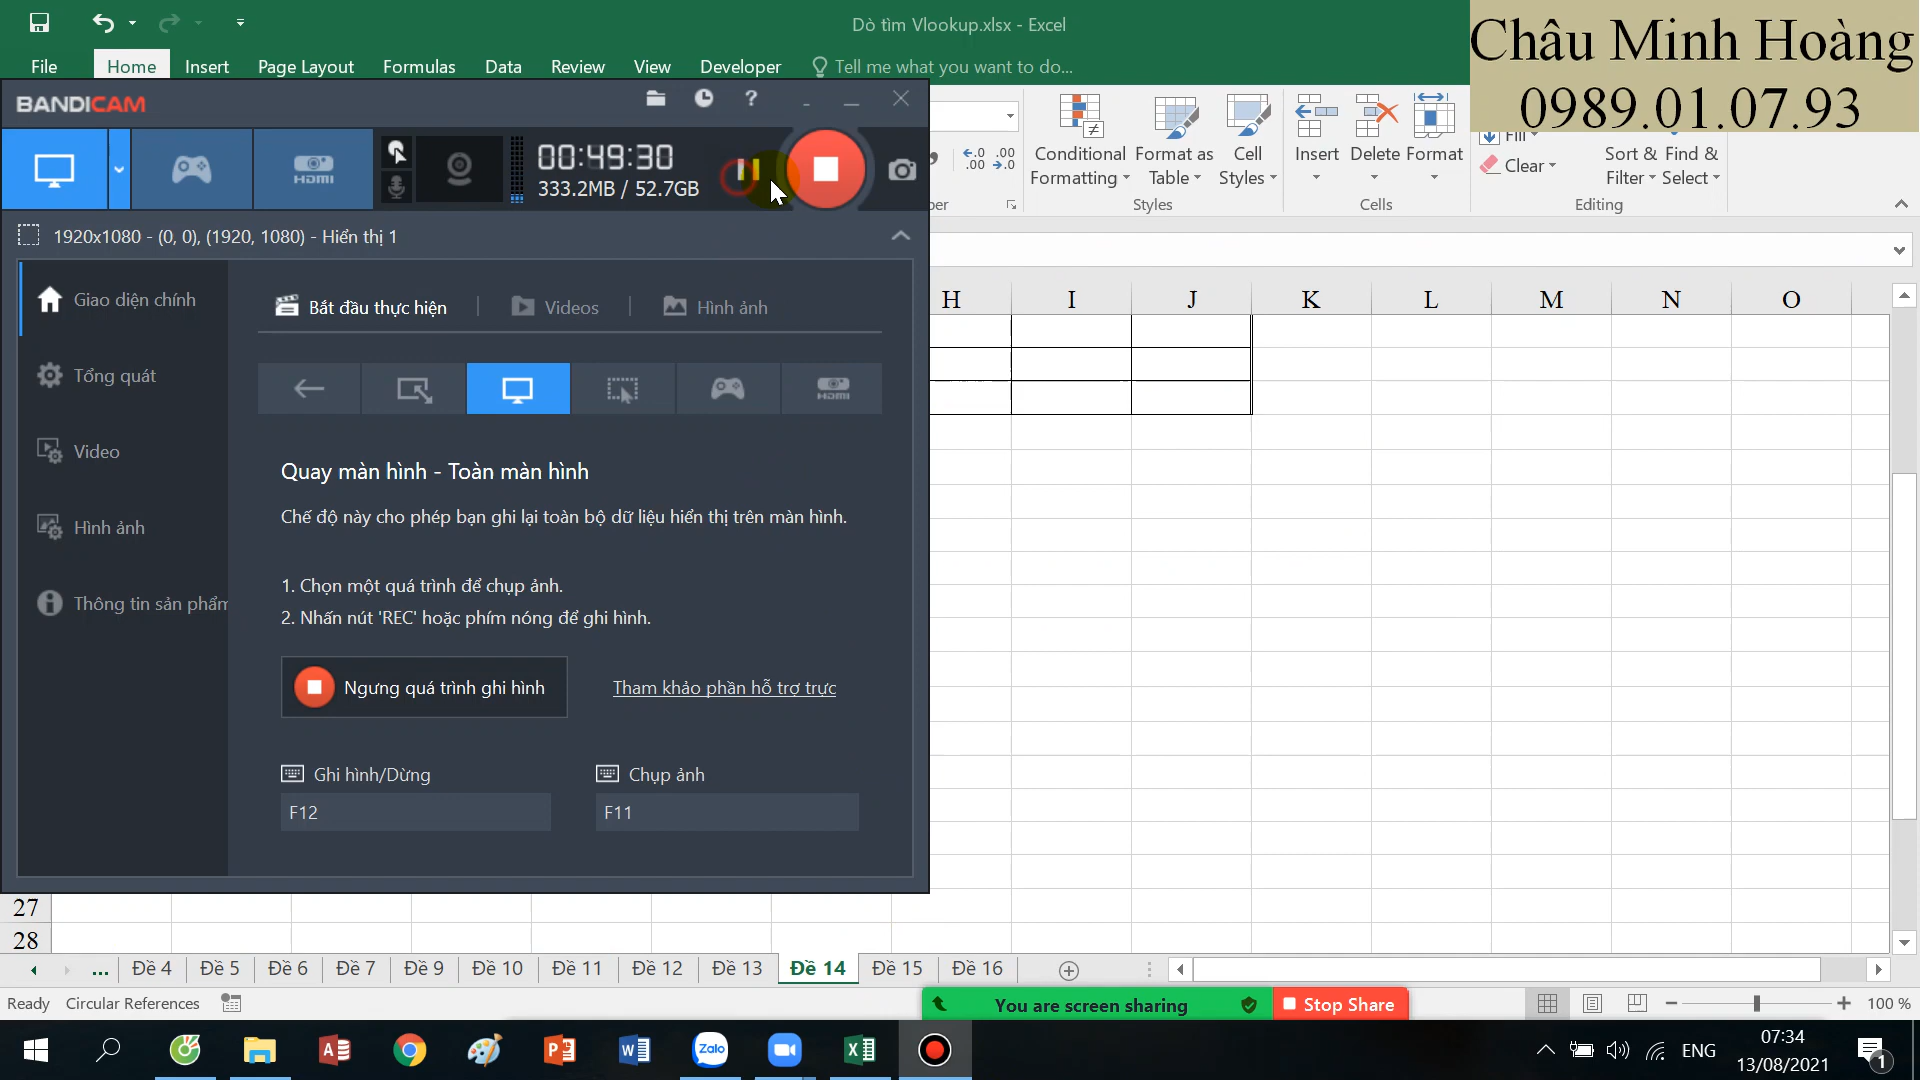 Dò tìm Vlookup.xlsx - Excel
Châu Minh Hoàng
0989.01.07.93
File Home Insert Page Layout Formulas Data Review View Developer Tell me what you want to do...
BANDICAM
00:49:30
333.2MB / 52.7GB
HDMI
Conditional Formatting
Format as Table
Cell Styles
Insert Delete Format
Fill
Clear
Sort & Filter
Find & Select
Styles Cells Editing
1920x1080 - (0, 0), (1920, 1080) - Hiển thị 1
Giao diện chính
Tổng quát
Video
Hình ảnh
Thông tin sản phẩm
Bắt đầu thực hiện Videos Hình ảnh
HDMI
Quay màn hình - Toàn màn hình
Chế độ này cho phép bạn ghi lại toàn bộ dữ liệu hiển thị trên màn hình.
1. Chọn một quá trình để chụp ảnh.
2. Nhấn nút 'REC' hoặc phím nóng để ghi hình.
Ngưng quá trình ghi hình Tham khảo phần hỗ trợ trực
Ghi hình/Dừng Chụp ảnh
F12 F11
H I J K L M N O
27
28
... Đề 4 Đề 5 Đề 6 Đề 7 Đề 9 Đề 10 Đề 11 Đề 12 Đề 13 Đề 14 Đề 15 Đề 16
Ready Circular References
You are screen sharing Stop Share
100 %
Zalo
ENG
07:34
13/08/2021
1